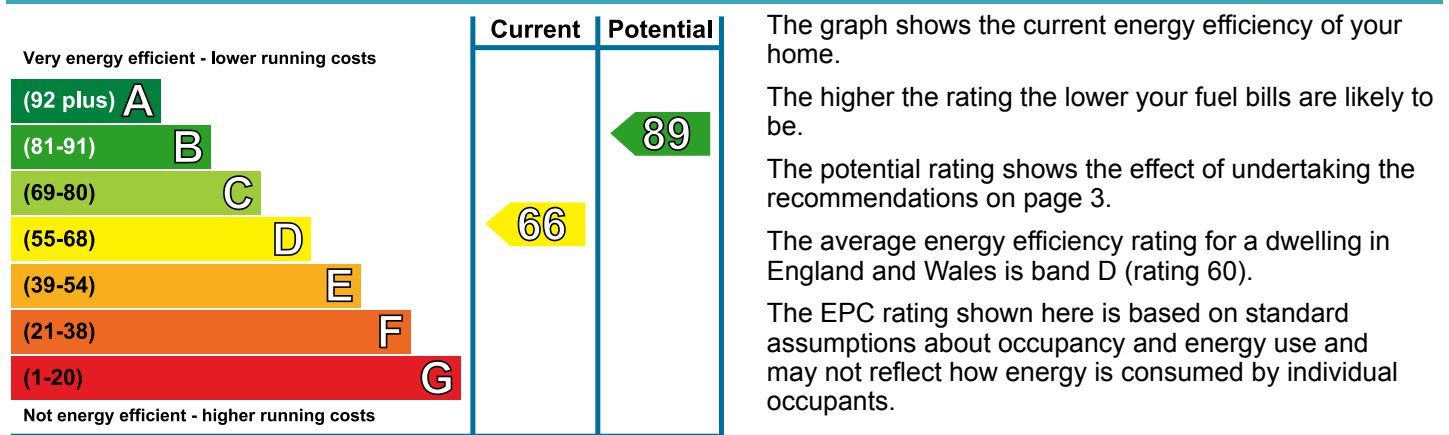 Current Potential
Very energy efficient - lower running costs
(92 plus) A
(81-91) B
(69-80) C
(55-68) D
(39-54) E
(21-38) F
(1-20) G
Not energy efficient - higher running costs
89
66
The graph shows the current energy efficiency of your
home.
The higher the rating the lower your fuel bills are likely to
be.
The potential rating shows the effect of undertaking the
recommendations on page 3.
The average energy efficiency rating for a dwelling in
England and Wales is band D (rating 60).
The EPC rating shown here is based on standard
assumptions about occupancy and energy use and
may not reflect how energy is consumed by individual
occupants.